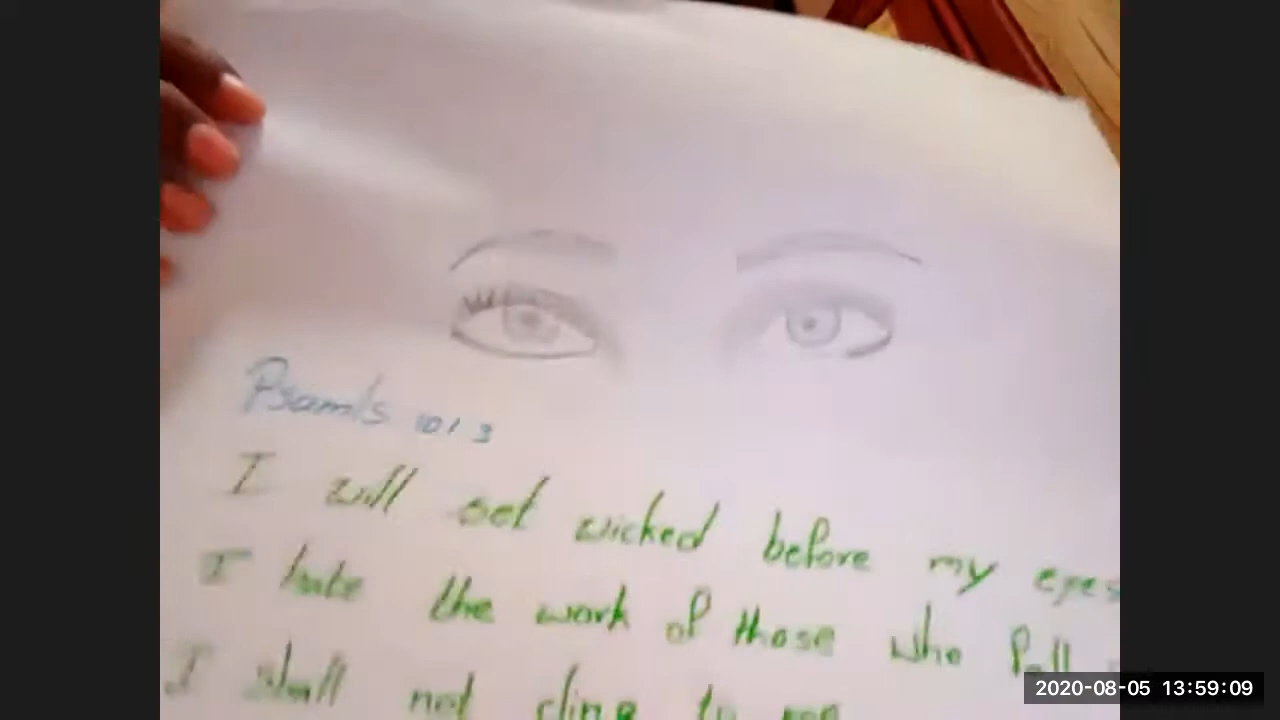 Psamls 101 3
I will set wicked before my eyes
I hate the work of those who fall
I shall not cling to me
2020-08-05 13:59:09